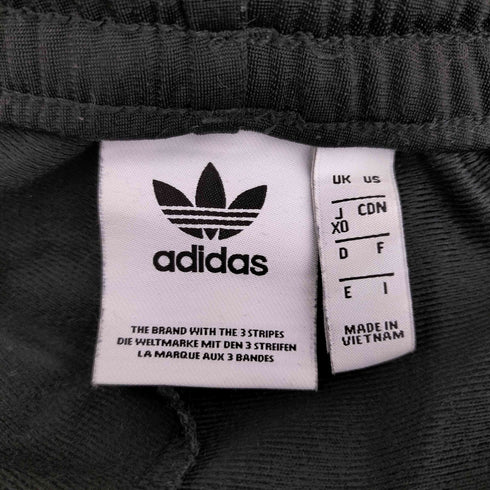 adidas
THE BRAND WITH THE 3 STRIPES
DIE WELTMARKE MIT DEN 3 STREIFEN
LA MARQUE AUX 3 BANDES
UK US
J CDN
XO
D F
E I
MADE IN
VIETNAM